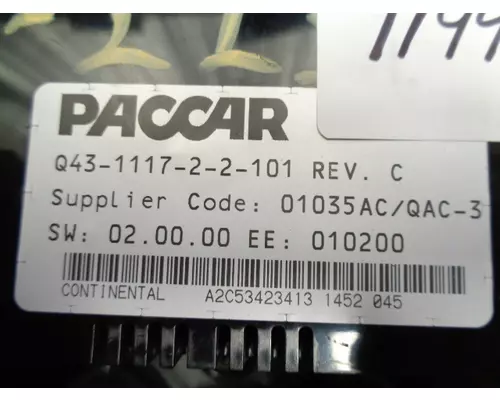 PACCAR
Q43-1117-2-2-101 REV. C
Supplier Code: 01035AC/QAC-3
SW: 02.00.00 EE: 010200
CONTINENTAL A2C53423413 1452 045